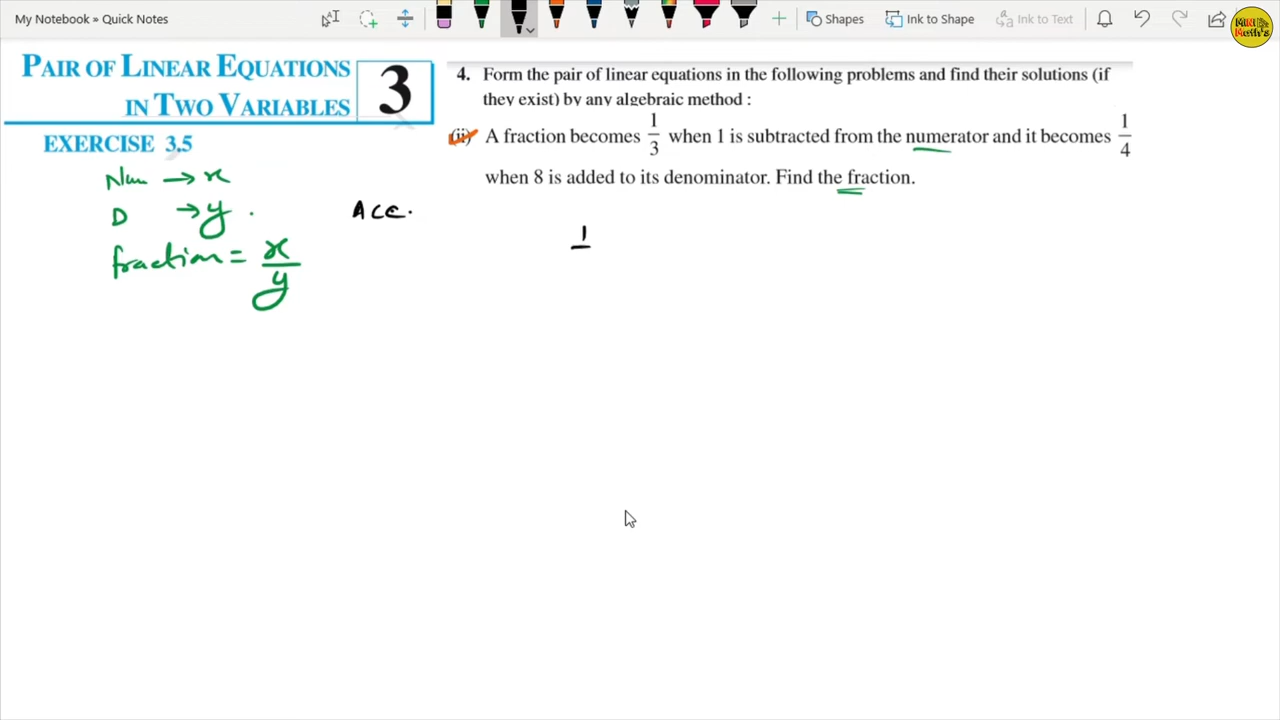 My Notebook » Quick Notes
Shapes
Ink to Shape
Ink to Text
PAIR OF LINEAR EQUATIONS
IN TWO VARIABLES
3
EXERCISE 3.5
4. Form the pair of linear equations in the following problems and find their solutions (if
they exist) by any algebraic method :
(ii) A fraction becomes 1/3 when 1 is subtracted from the numerator and it becomes 1/4
when 8 is added to its denominator. Find the fraction.
Num → x
D → y .
fraction = x/y
Acc.
1